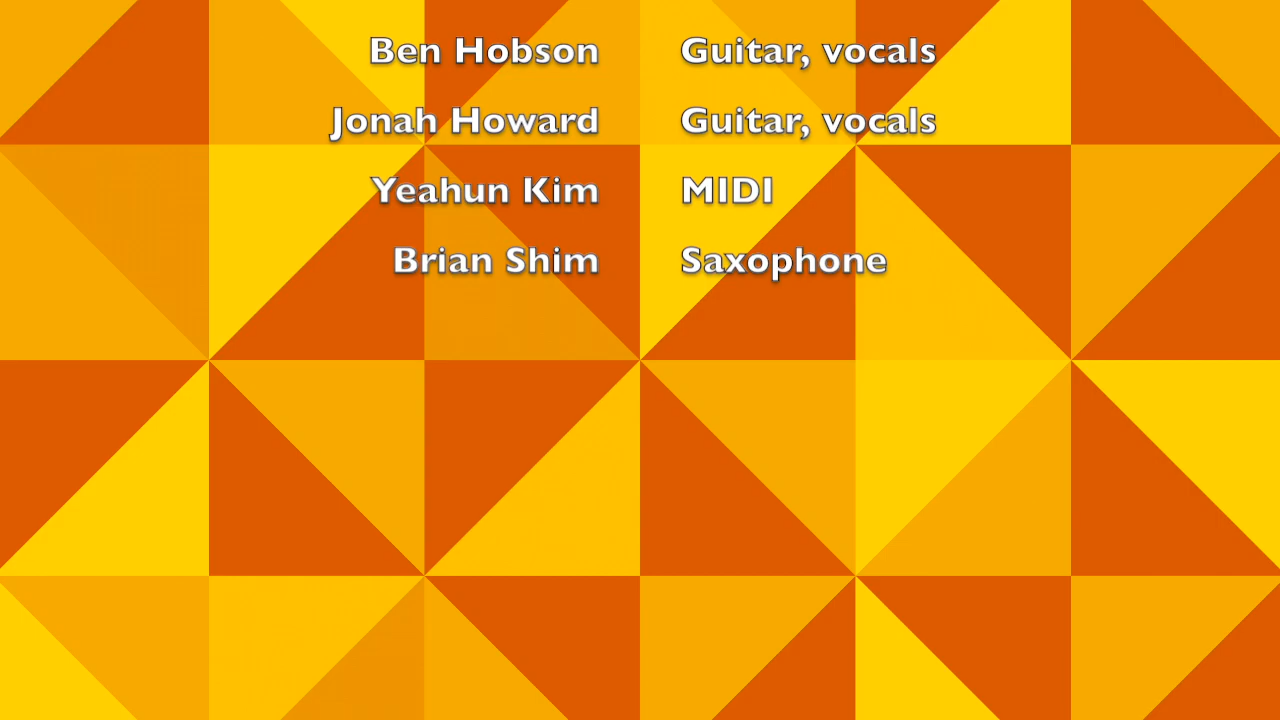 Ben Hobson Guitar, vocals
Jonah Howard Guitar, vocals
Yeahun Kim MIDI
Brian Shim Saxophone